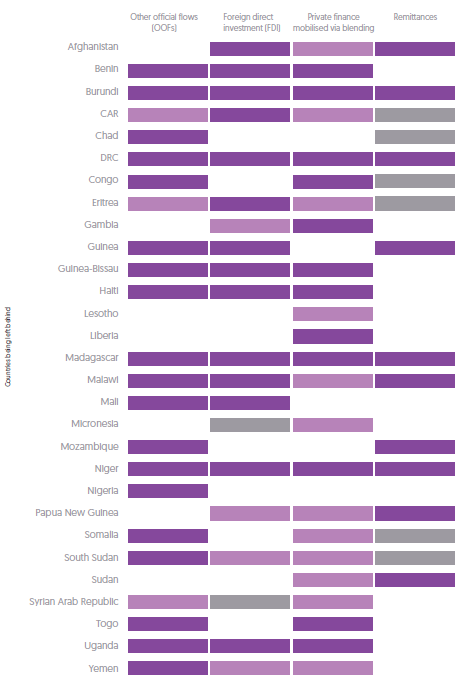 Other official flows
(OOFs)
Foreign direct
investment (FDI)
Private finance
mobilised via blending
Remittances
Countries being left behind
Afghanistan
Benin
Burundi
CAR
Chad
DRC
Congo
Eritrea
Gambia
Guinea
Guinea-Bissau
Haiti
Lesotho
Liberia
Madagascar
Malawi
Mali
Micronesia
Mozambique
Niger
Nigeria
Papua New Guinea
Somalia
South Sudan
Sudan
Syrian Arab Republic
Togo
Uganda
Yemen